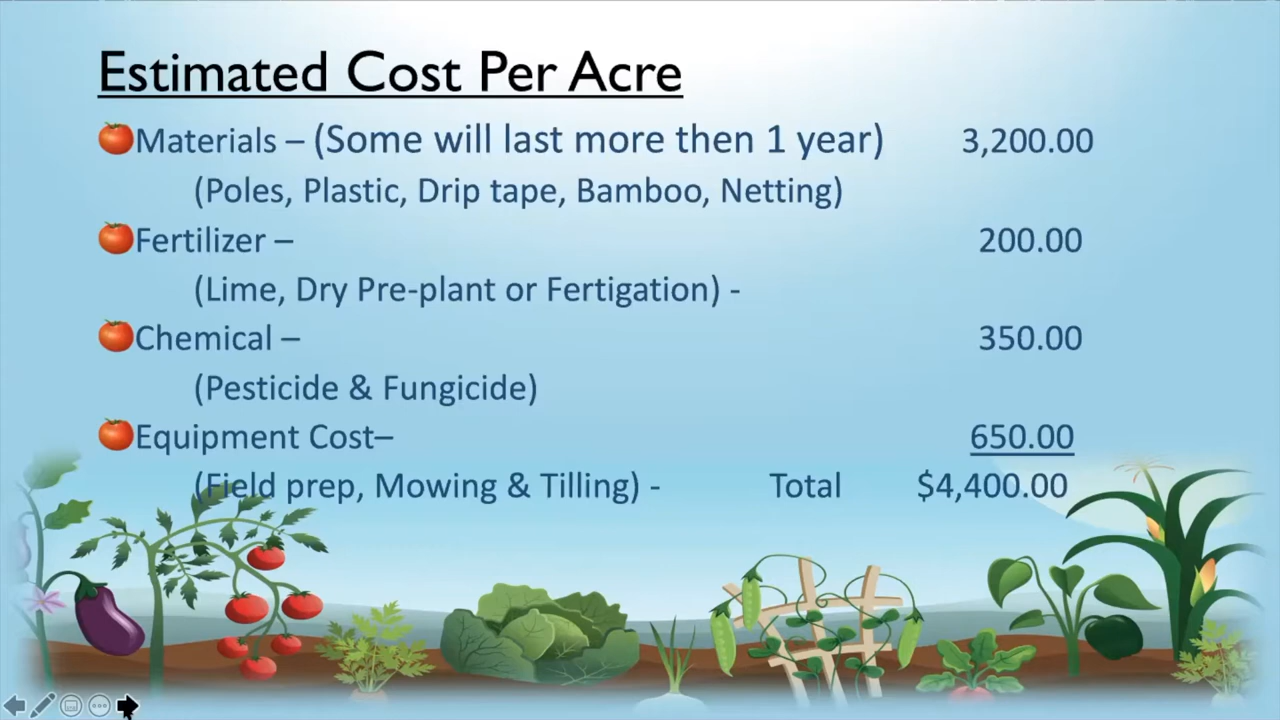 Estimated Cost Per Acre
Materials – (Some will last more then 1 year) 3,200.00
(Poles, Plastic, Drip tape, Bamboo, Netting)
Fertilizer – 200.00
(Lime, Dry Pre-plant or Fertigation) -
Chemical – 350.00
(Pesticide & Fungicide)
Equipment Cost– 650.00
(Field prep, Mowing & Tilling) - Total $4,400.00